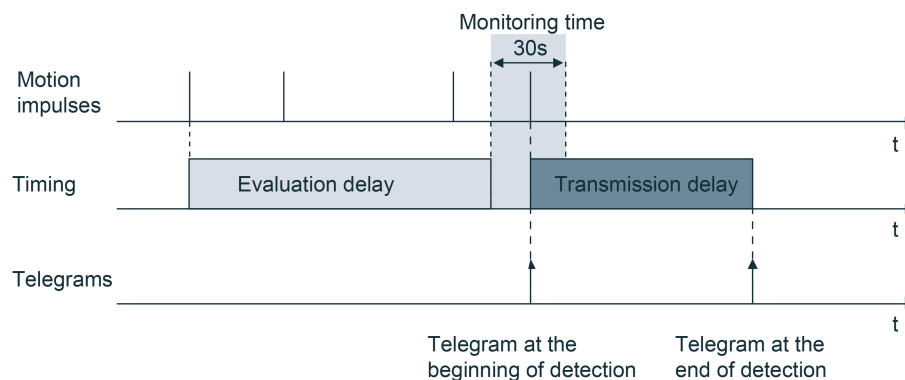 Monitoring time
30s
Motion
impulses
t
Timing
Evaluation delay
Transmission delay
t
Telegrams
t
Telegram at the
beginning of detection
Telegram at the
end of detection